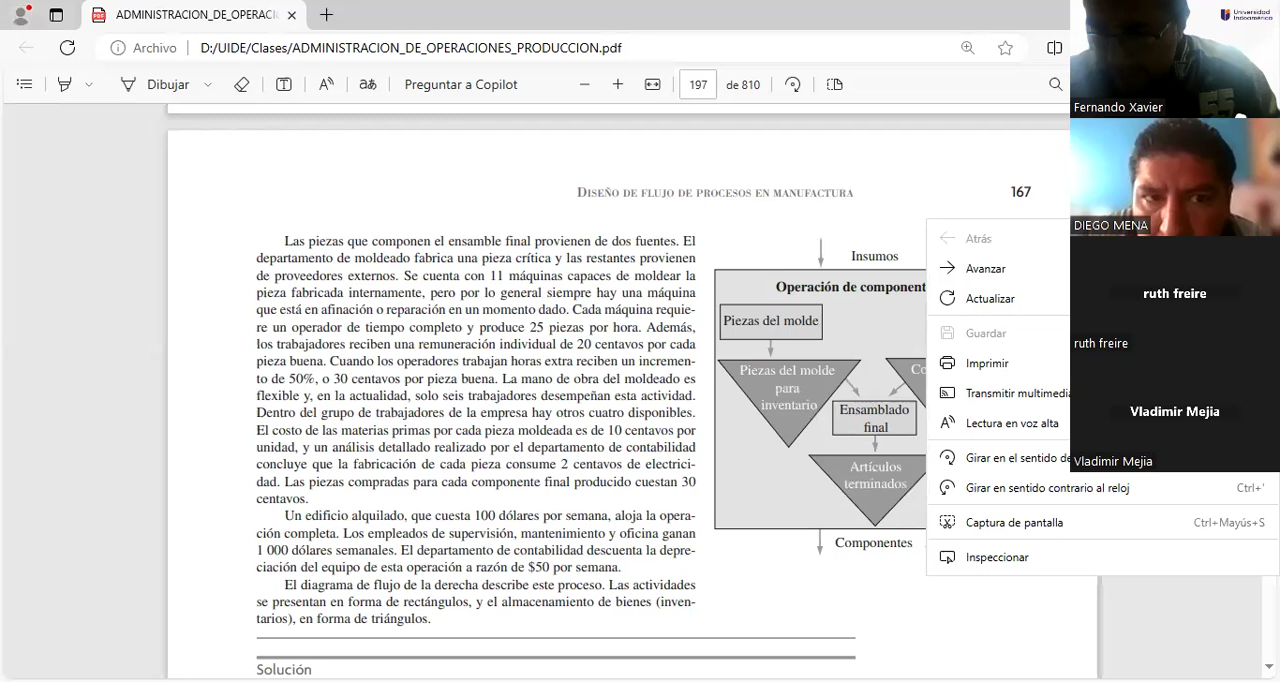 ADMINISTRACION_DE_OPERACI
Archivo
D:/UIDE/Clases/ADMINISTRACION_DE_OPERACIONES_PRODUCCION.pdf
Dibujar
Preguntar a Copilot
197
de 810
DISEÑO DE FLUJO DE PROCESOS EN MANUFACTURA
167
Las piezas que componen el ensamble final provienen de dos fuentes. El
departamento de moldeado fabrica una pieza crítica y las restantes provienen
de proveedores externos. Se cuenta con 11 máquinas capaces de moldear la
pieza fabricada internamente, pero por lo general siempre hay una máquina
que está en afinación o reparación en un momento dado. Cada máquina requie-
re un operador de tiempo completo y produce 25 piezas por hora. Además,
los trabajadores reciben una remuneración individual de 20 centavos por cada
pieza buena. Cuando los operadores trabajan horas extra reciben un incremen-
to de 50%, o 30 centavos por pieza buena. La mano de obra del moldeado es
flexible y, en la actualidad, solo seis trabajadores desempeñan esta actividad.
Dentro del grupo de trabajadores de la empresa hay otros cuatro disponibles.
El costo de las materias primas por cada pieza moldeada es de 10 centavos por
unidad, y un análisis detallado realizado por el departamento de contabilidad
concluye que la fabricación de cada pieza consume 2 centavos de electrici-
dad. Las piezas compradas para cada componente final producido cuestan 30
centavos.
Un edificio alquilado, que cuesta 100 dólares por semana, aloja la opera-
ción completa. Los empleados de supervisión, mantenimiento y oficina ganan
1 000 dólares semanales. El departamento de contabilidad descuenta la depre-
ciación del equipo de esta operación a razón de $50 por semana.
El diagrama de flujo de la derecha describe este proceso. Las actividades
se presentan en forma de rectángulos, y el almacenamiento de bienes (inven-
tarios), en forma de triángulos.
Solución
Insumos
Operación de component
Piezas del molde
Piezas del molde
para
inventario
Co
Ensamblado
final
Artículos
terminados
Componentes
Atrás
Avanzar
Actualizar
Guardar
Imprimir
Transmitir multimedia
Lectura en voz alta
Girar en el sentido de
Girar en sentido contrario al reloj
Ctrl+'
Captura de pantalla
Ctrl+Mayús+S
Inspeccionar
Universidad
Indoamérica
55
Fernando Xavier
DIEGO MENA
ruth freire
ruth freire
Vladimir Mejia
Vladimir Mejia